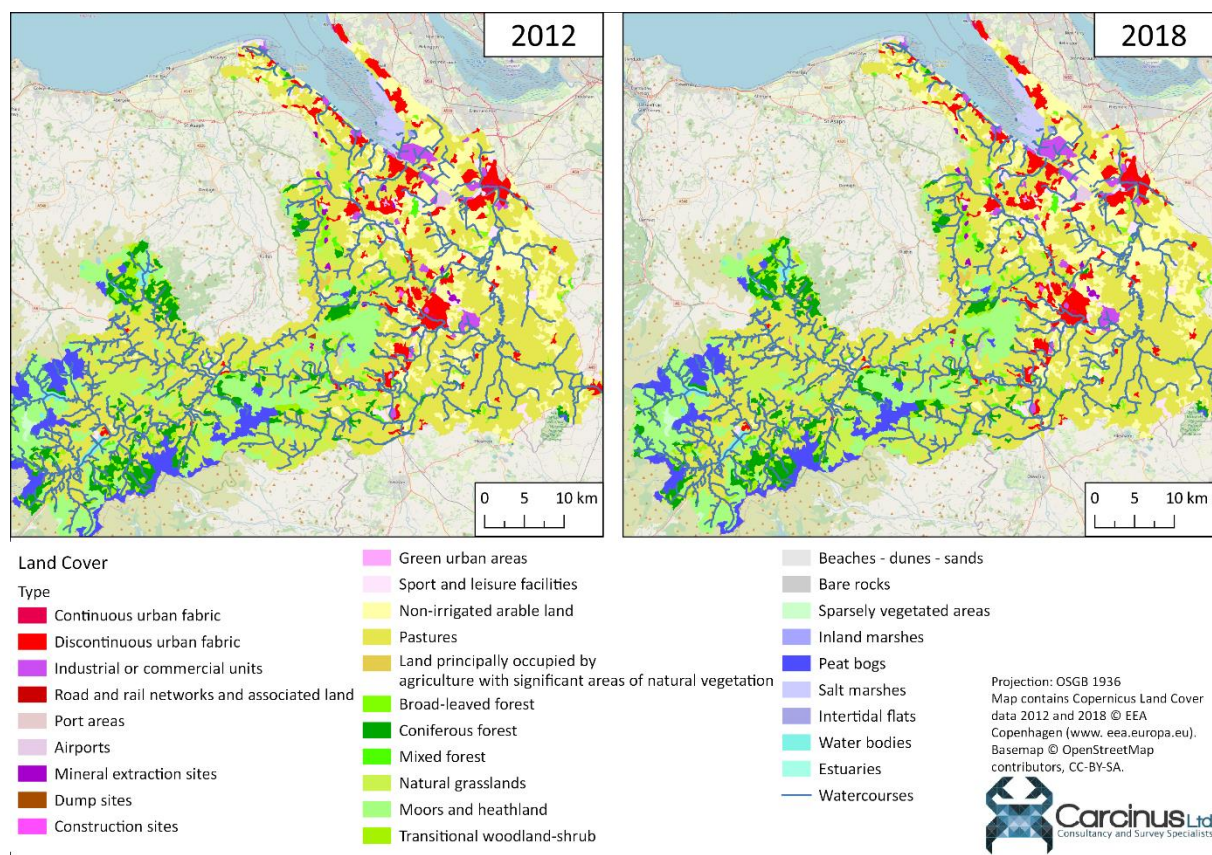 2012
2018
0 5 10 km
0 5 10 km
Land Cover
Type
Continuous urban fabric
Discontinuous urban fabric
Industrial or commercial units
Road and rail networks and associated land
Port areas
Airports
Mineral extraction sites
Dump sites
Construction sites
Green urban areas
Sport and leisure facilities
Non-irrigated arable land
Pastures
Land principally occupied by
agriculture with significant areas of natural vegetation
Broad-leaved forest
Coniferous forest
Mixed forest
Natural grasslands
Moors and heathland
Transitional woodland-shrub
Beaches - dunes - sands
Bare rocks
Sparsely vegetated areas
Inland marshes
Peat bogs
Salt marshes
Intertidal flats
Water bodies
Estuaries
Watercourses
Projection: OSGB 1936
Map contains Copernicus Land Cover
data 2012 and 2018 © EEA
Copenhagen (www. eea.europa.eu).
Basemap © OpenStreetMap
contributors, CC-BY-SA.
Carcinus Ltd
Consultancy and Survey Specialists